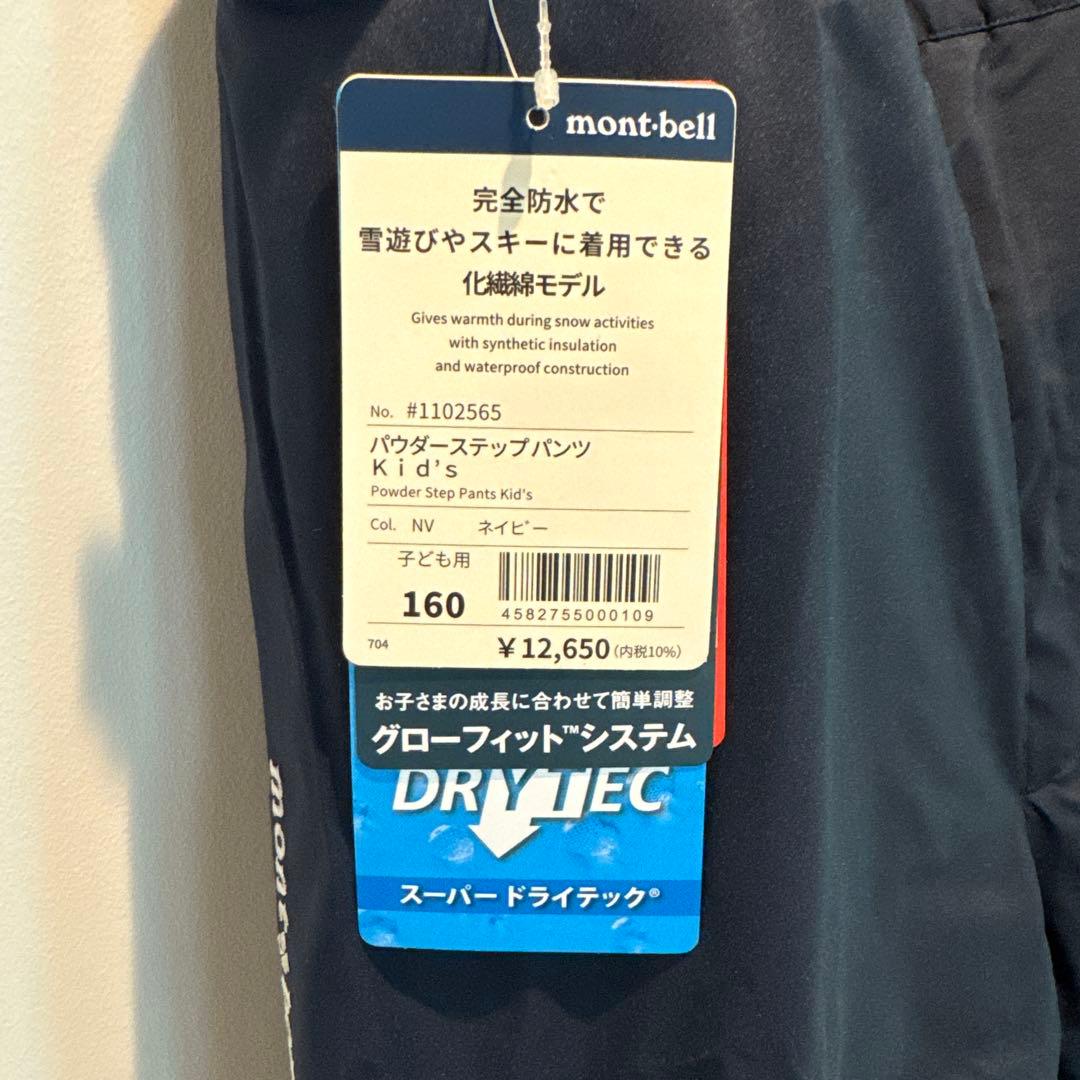 mont·bell
完全防水で
雪遊びやスキーに着用できる
化繊綿モデル
Gives warmth during snow activities
with synthetic insulation
and waterproof construction
No. #1102565
パウダーステップパンツ
Kid's
Powder Step Pants Kid's
Col. NV ネイビー
子ども用
160
4582755000109
704
¥12,650(内税10%)
お子さまの成長に合わせて簡単調整
グローフィット™システム
DRYTEC
スーパー ドライテック®